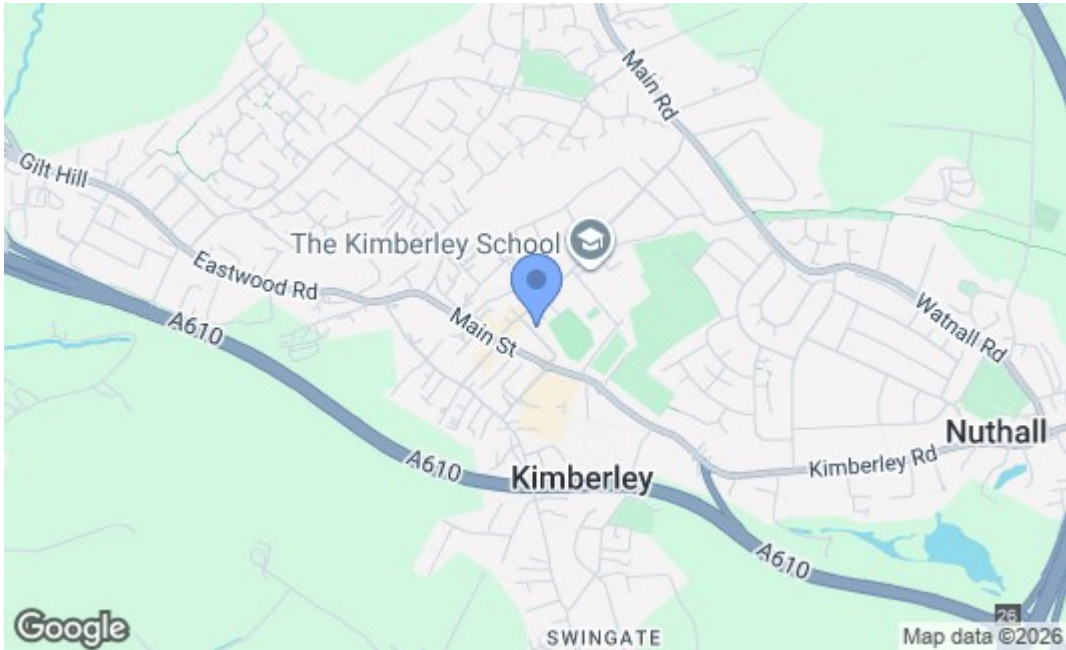 Main Rd
Gilt Hill
The Kimberley School
Eastwood Rd
Watnall Rd
A610
Main St
Nuthall
Kimberley Rd
A610
Kimberley
A610
26
SWINGATE
Google
Map data ©2026